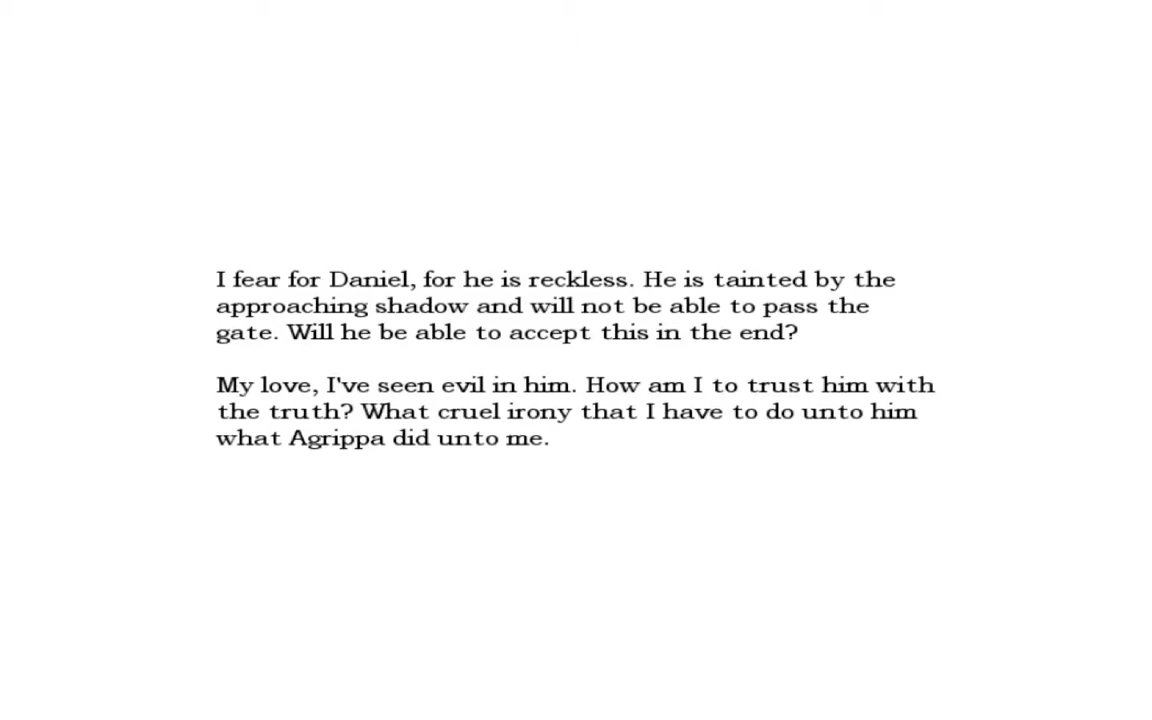 I fear for Daniel, for he is reckless. He is tainted by the
approaching shadow and will not be able to pass the
gate. Will he be able to accept this in the end?
My love, I've seen evil in him. How am I to trust him with
the truth? What cruel irony that I have to do unto him
what Agrippa did unto me.